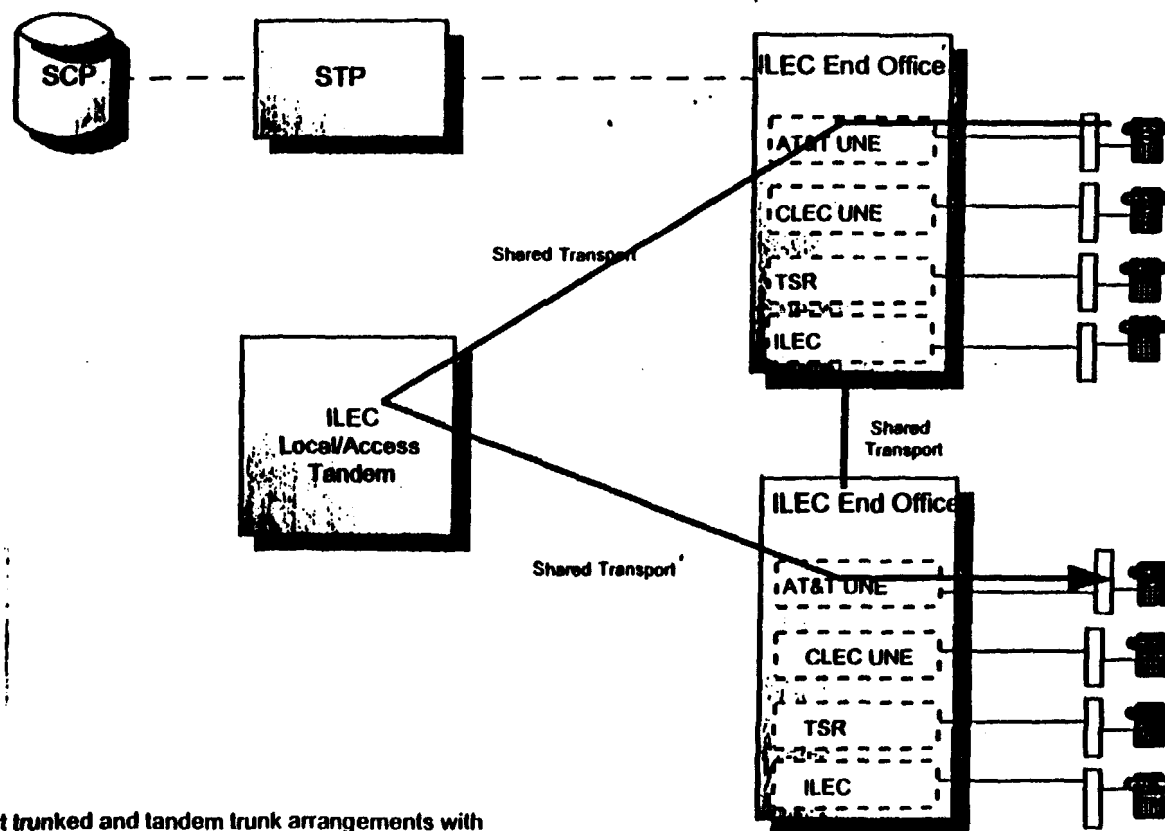 SCP
STP
ILEC End Office
AT&T UNE
CLEC UNE
TSR
ILEC
Shared Transport
ILEC
Local/Access
Tandem
Shared
Transport
ILEC End Office
Shared Transport
AT&T UNE
CLEC UNE
TSR
ILEC
t trunked and tandem trunk arrangements with